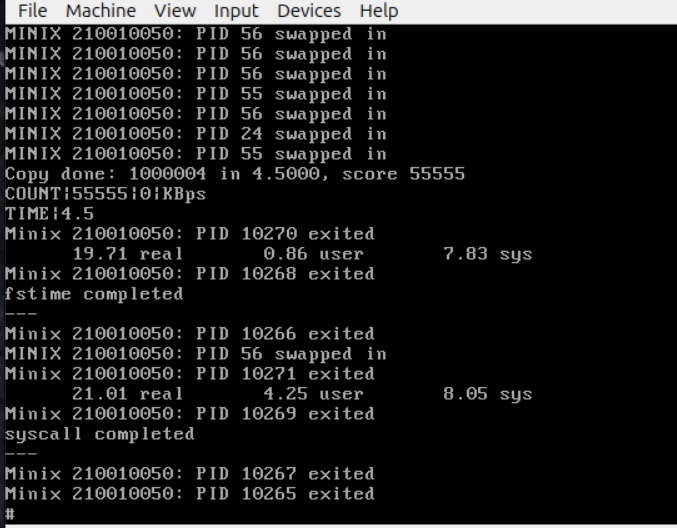 File Machine View Input Devices Help
MINIX 210010050: PID 56 swapped in
MINIX 210010050: PID 56 swapped in
MINIX 210010050: PID 56 swapped in
MINIX 210010050: PID 55 swapped in
MINIX 210010050: PID 56 swapped in
MINIX 210010050: PID 24 swapped in
MINIX 210010050: PID 55 swapped in
Copy done: 1000004 in 4.5000, score 55555
COUNT|55555|0|KBps
TIME|4.5
Minix 210010050: PID 10270 exited
19.71 real 0.86 user 7.83 sys
Minix 210010050: PID 10268 exited
fstime completed
---
Minix 210010050: PID 10266 exited
MINIX 210010050: PID 56 swapped in
Minix 210010050: PID 10271 exited
21.01 real 4.25 user 8.05 sys
Minix 210010050: PID 10269 exited
syscall completed
---
Minix 210010050: PID 10267 exited
Minix 210010050: PID 10265 exited
#